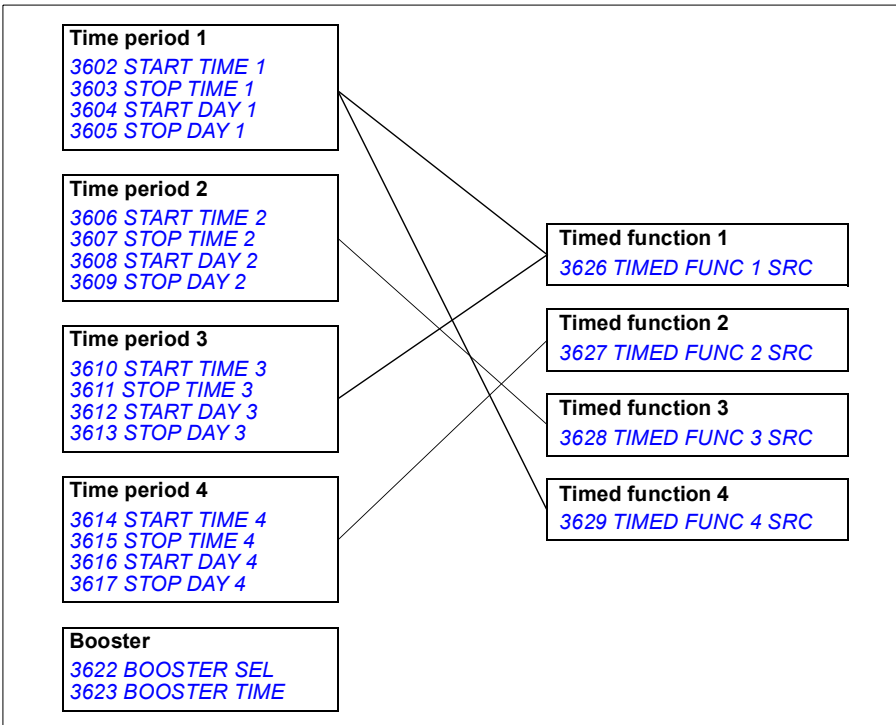 Time period 1
3602 START TIME 1
3603 STOP TIME 1
3604 START DAY 1
3605 STOP DAY 1
Time period 2
3606 START TIME 2
3607 STOP TIME 2
3608 START DAY 2
3609 STOP DAY 2
Time period 3
3610 START TIME 3
3611 STOP TIME 3
3612 START DAY 3
3613 STOP DAY 3
Time period 4
3614 START TIME 4
3615 STOP TIME 4
3616 START DAY 4
3617 STOP DAY 4
Booster
3622 BOOSTER SEL
3623 BOOSTER TIME
Timed function 1
3626 TIMED FUNC 1 SRC
Timed function 2
3627 TIMED FUNC 2 SRC
Timed function 3
3628 TIMED FUNC 3 SRC
Timed function 4
3629 TIMED FUNC 4 SRC